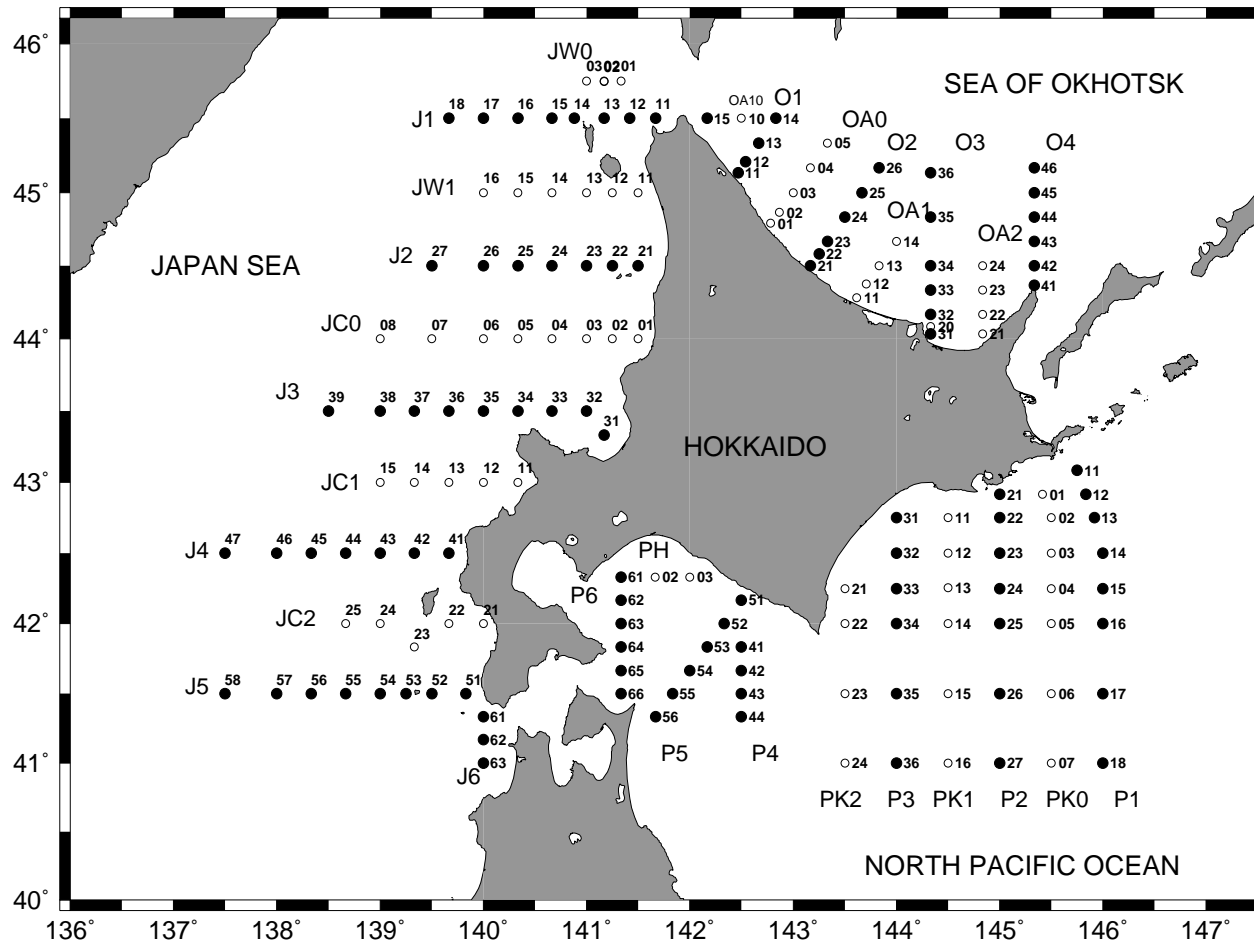 46°
45°
44°
43°
42°
41°
40°
136° 137° 138° 139° 140° 141° 142° 143° 144° 145° 146° 147°
SEA OF OKHOTSK
JAPAN SEA
HOKKAIDO
NORTH PACIFIC OCEAN
JW0
03 02 01
J1
18 17 16 15 14 13 12 11
JW1
16 15 14 13 12 11
J2
27 26 25 24 23 22 21
JC0
08 07 06 05 04 03 02 01
J3
39 38 37 36 35 34 33 32
31
JC1
15 14 13 12 11
J4
47 46 45 44 43 42 41
JC2
25 24 22 21
23
J5
58 57 56 55 54 53 52 51
61
62
63
J6
OA10
O1
15 10 14
13
12
11
OA0
05
04
03
02
01
O2
26
25
24
23
22
21
OA1
14
13
12
11
O3
36
35
34
33
32
20
31
OA2
24
23
22
21
O4
46
45
44
43
42
41
PH
02 03
P6
61
62
63
64
65
66
51
52
53
54
55
56
P5
41
42
43
44
P4
21
22
23
24
PK2
31
32
33
34
35
36
P3
11
12
13
14
15
16
PK1
21
22
23
24
25
26
27
P2
01
02
03
04
05
06
07
PK0
11
12
13
14
15
16
17
18
P1